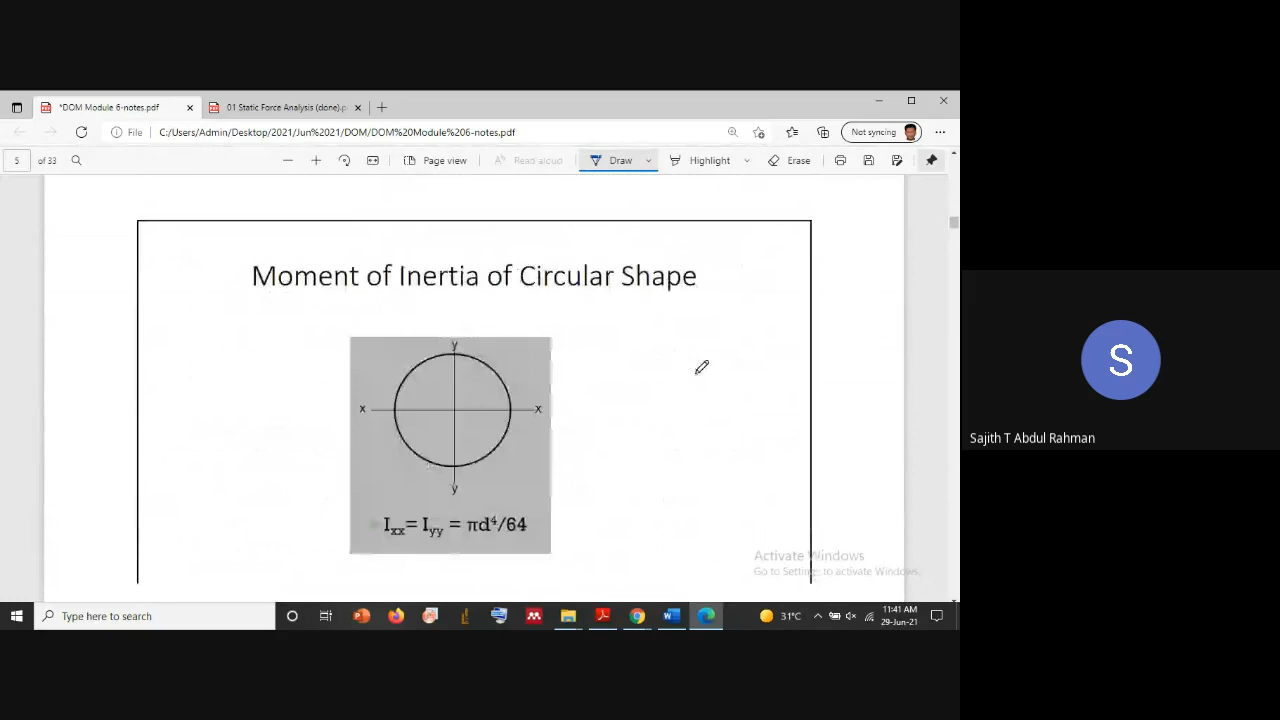 *DOM Module 6-notes.pdf
01 Static Force Analysis (done).p
File
C:/Users/Admin/Desktop/2021/Jun%2021/DOM/DOM%20Module%206-notes.pdf
Not syncing
5 of 33
Page view
Read aloud
Draw
Highlight
Erase
Moment of Inertia of Circular Shape
y
x x
y
Ixx= Iyy = πd⁴/64
Activate Windows
Go to Settings to activate Windows.
S
Sajith T Abdul Rahman
Type here to search
31°C
11:41 AM
29-Jun-21